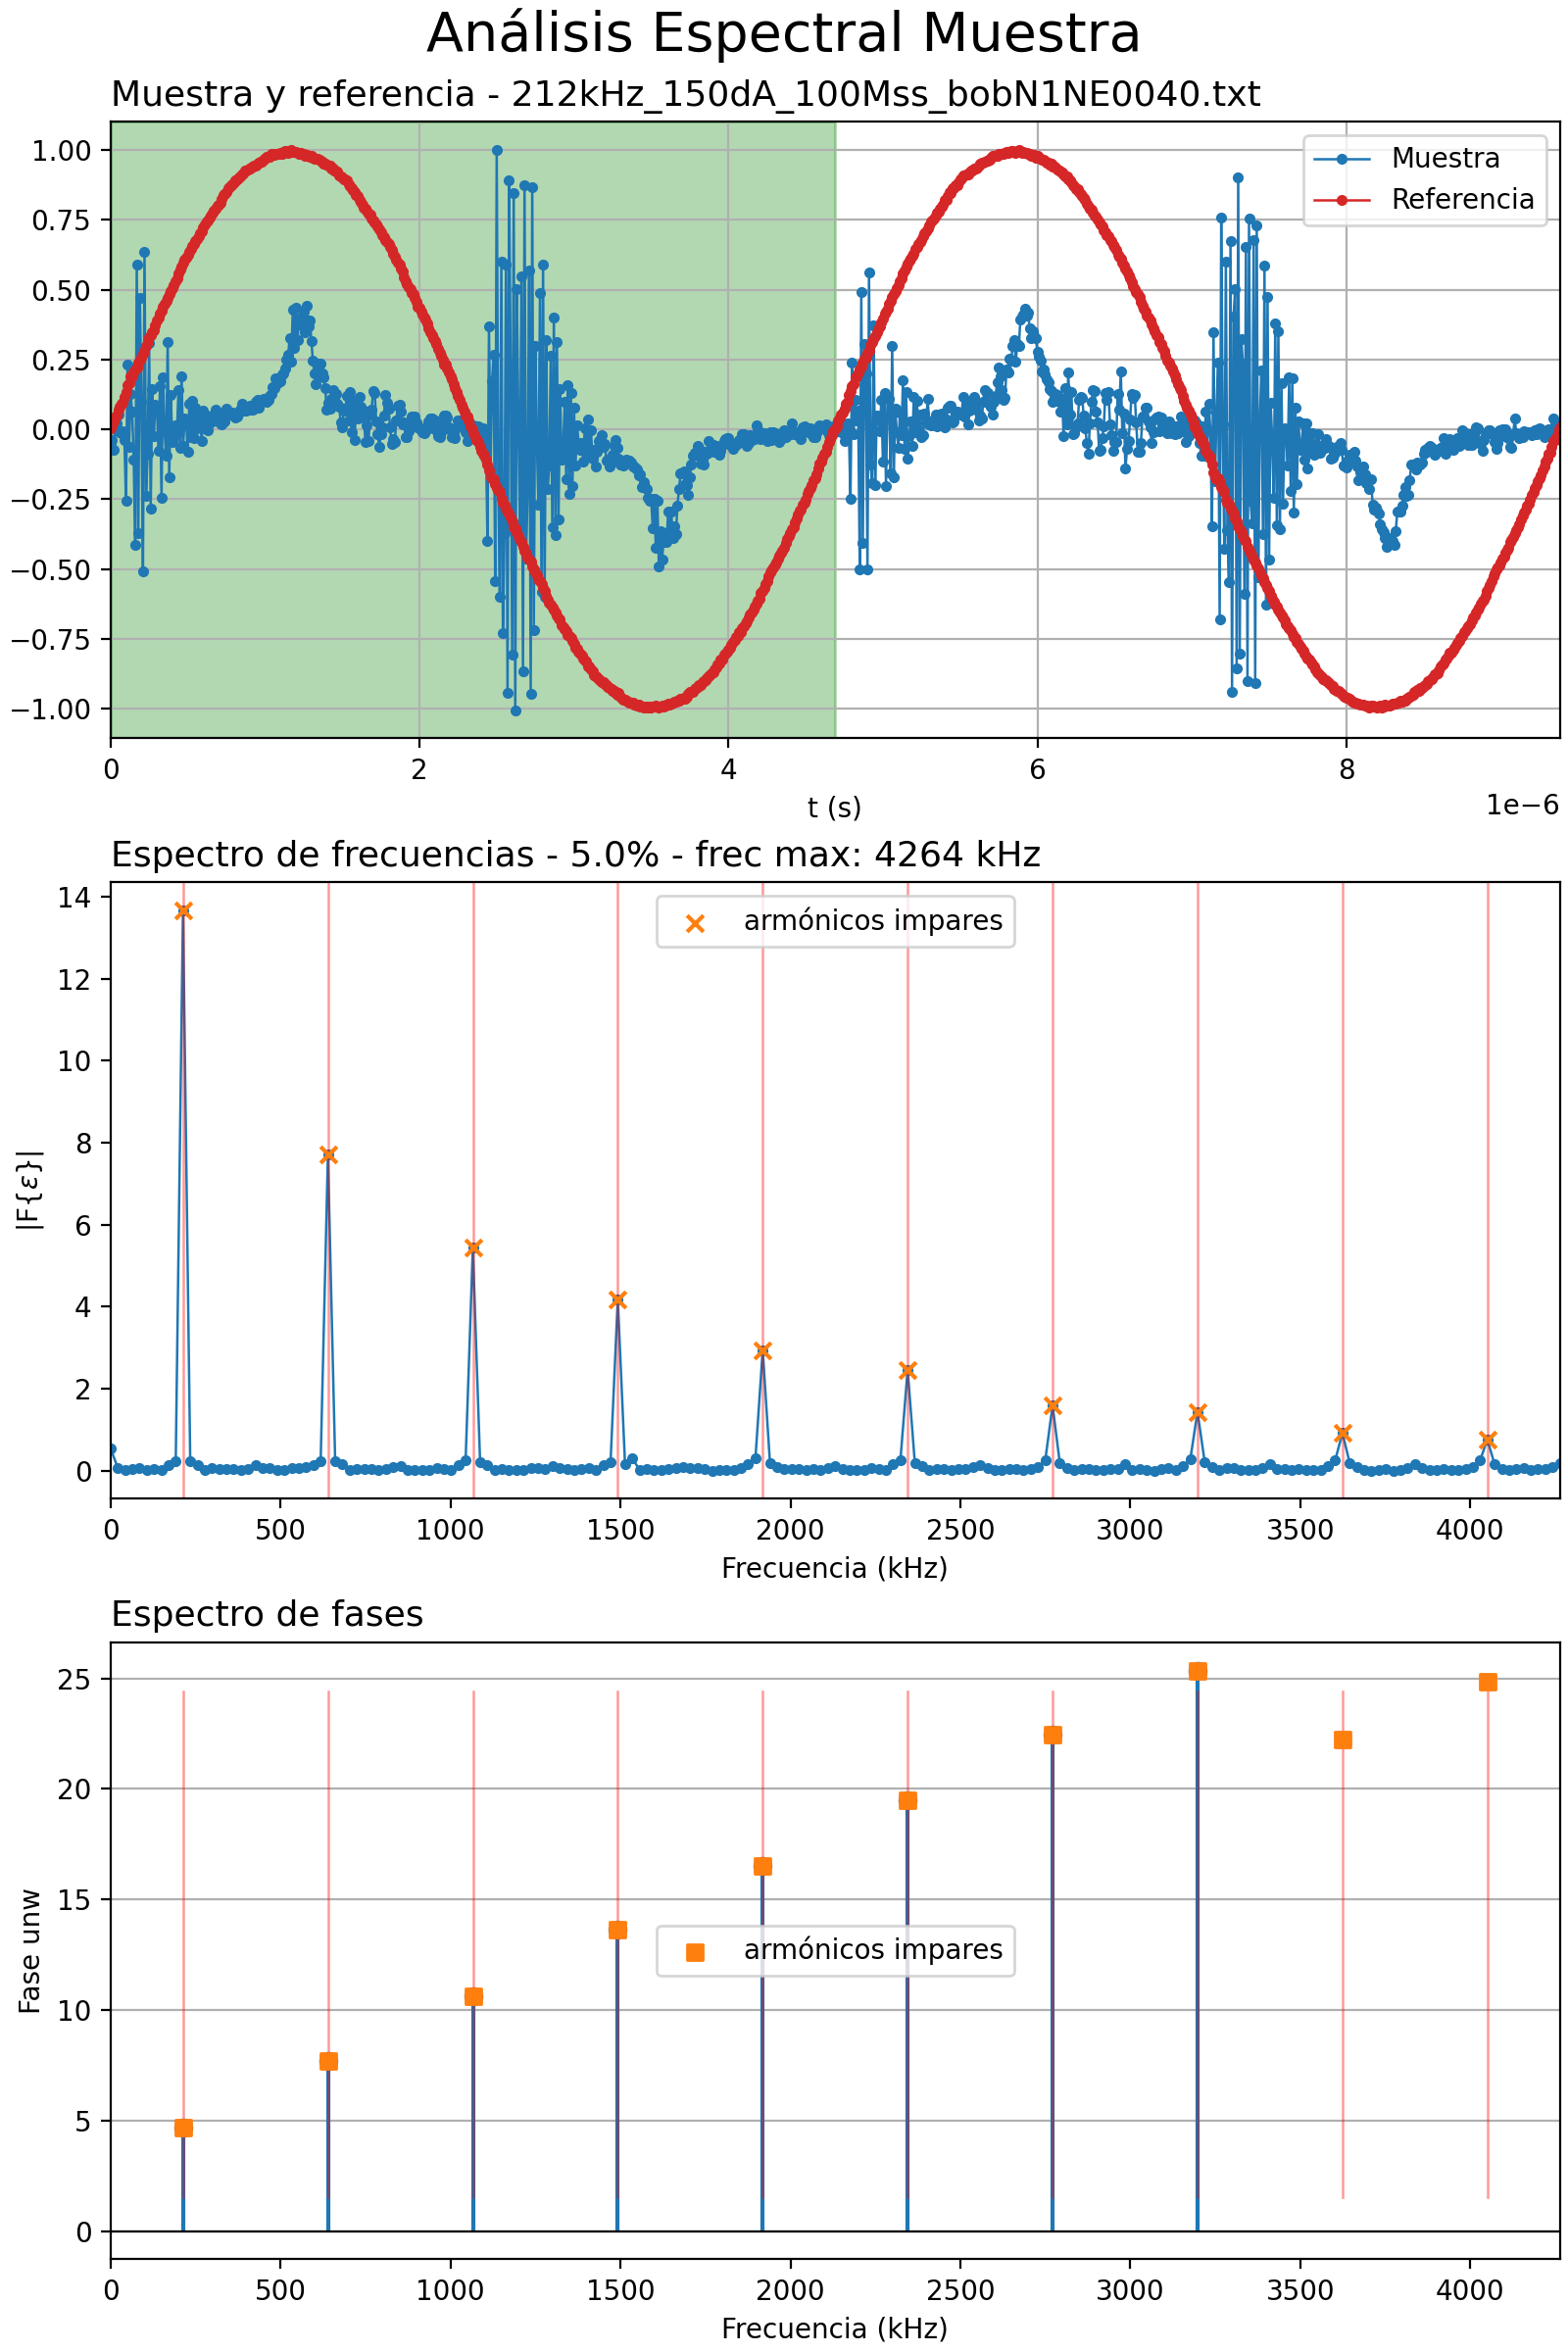 Análisis Espectral Muestra
Muestra y referencia - 212kHz_150dA_100Mss_bobN1NE0040.txt
1.00
0.75
0.50
0.25
0.00
−0.25
−0.50
−0.75
−1.00
Muestra
Referencia
0 2 4 6 8
t (s)
1e−6
Espectro de frecuencias - 5.0% - frec max: 4264 kHz
14
12
10
8
6
4
2
0
|F{ε}|
armónicos impares
0 500 1000 1500 2000 2500 3000 3500 4000
Frecuencia (kHz)
Espectro de fases
25
20
15
10
5
0
Fase unw
armónicos impares
0 500 1000 1500 2000 2500 3000 3500 4000
Frecuencia (kHz)